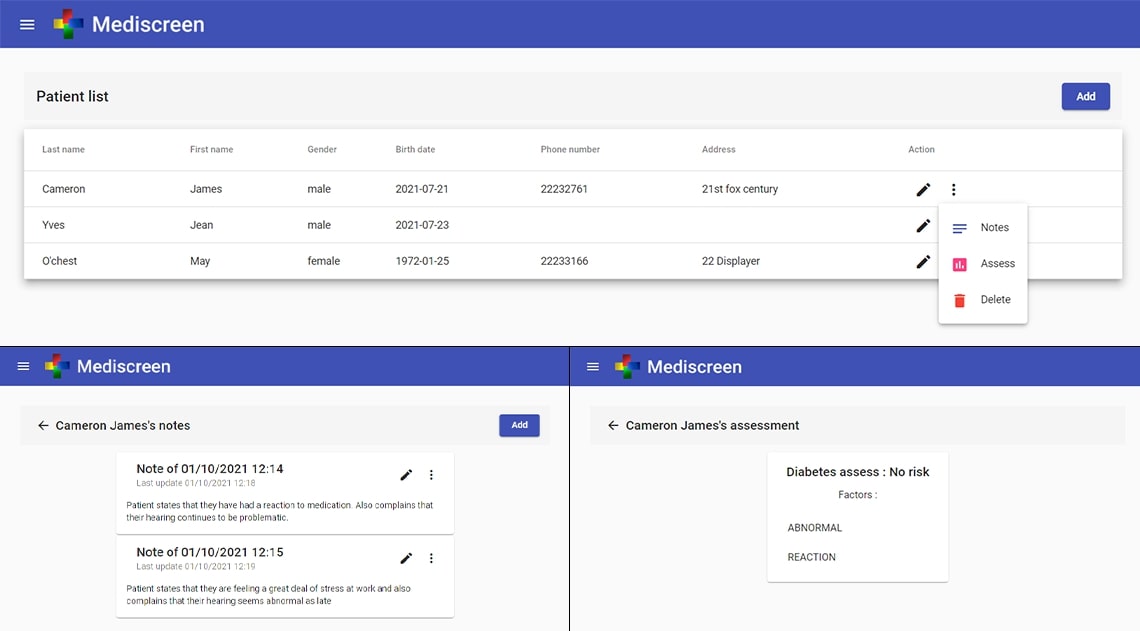 Mediscreen
Patient list
Add
Last name First name Gender Birth date Phone number Address Action
Cameron James male 2021-07-21 22232761 21st fox century
Yves Jean male 2021-07-23
O'chest May female 1972-01-25 22233166 22 Displayer
Notes
Assess
Delete
Mediscreen
Cameron James's notes
Add
Note of 01/10/2021 12:14
Last update 01/10/2021 12:18
Patient states that they have had a reaction to medication. Also complains that
their hearing continues to be problematic.
Note of 01/10/2021 12:15
Last update 01/10/2021 12:19
Patient states that they are feeling a great deal of stress at work and also
complains that their hearing seems abnormal as late
Mediscreen
Cameron James's assessment
Diabetes assess : No risk
Factors :
ABNORMAL
REACTION